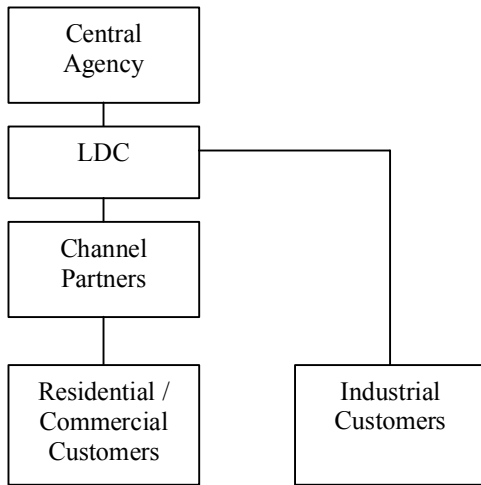 Central
Agency
LDC
Channel
Partners
Residential /
Commercial
Customers
Industrial
Customers